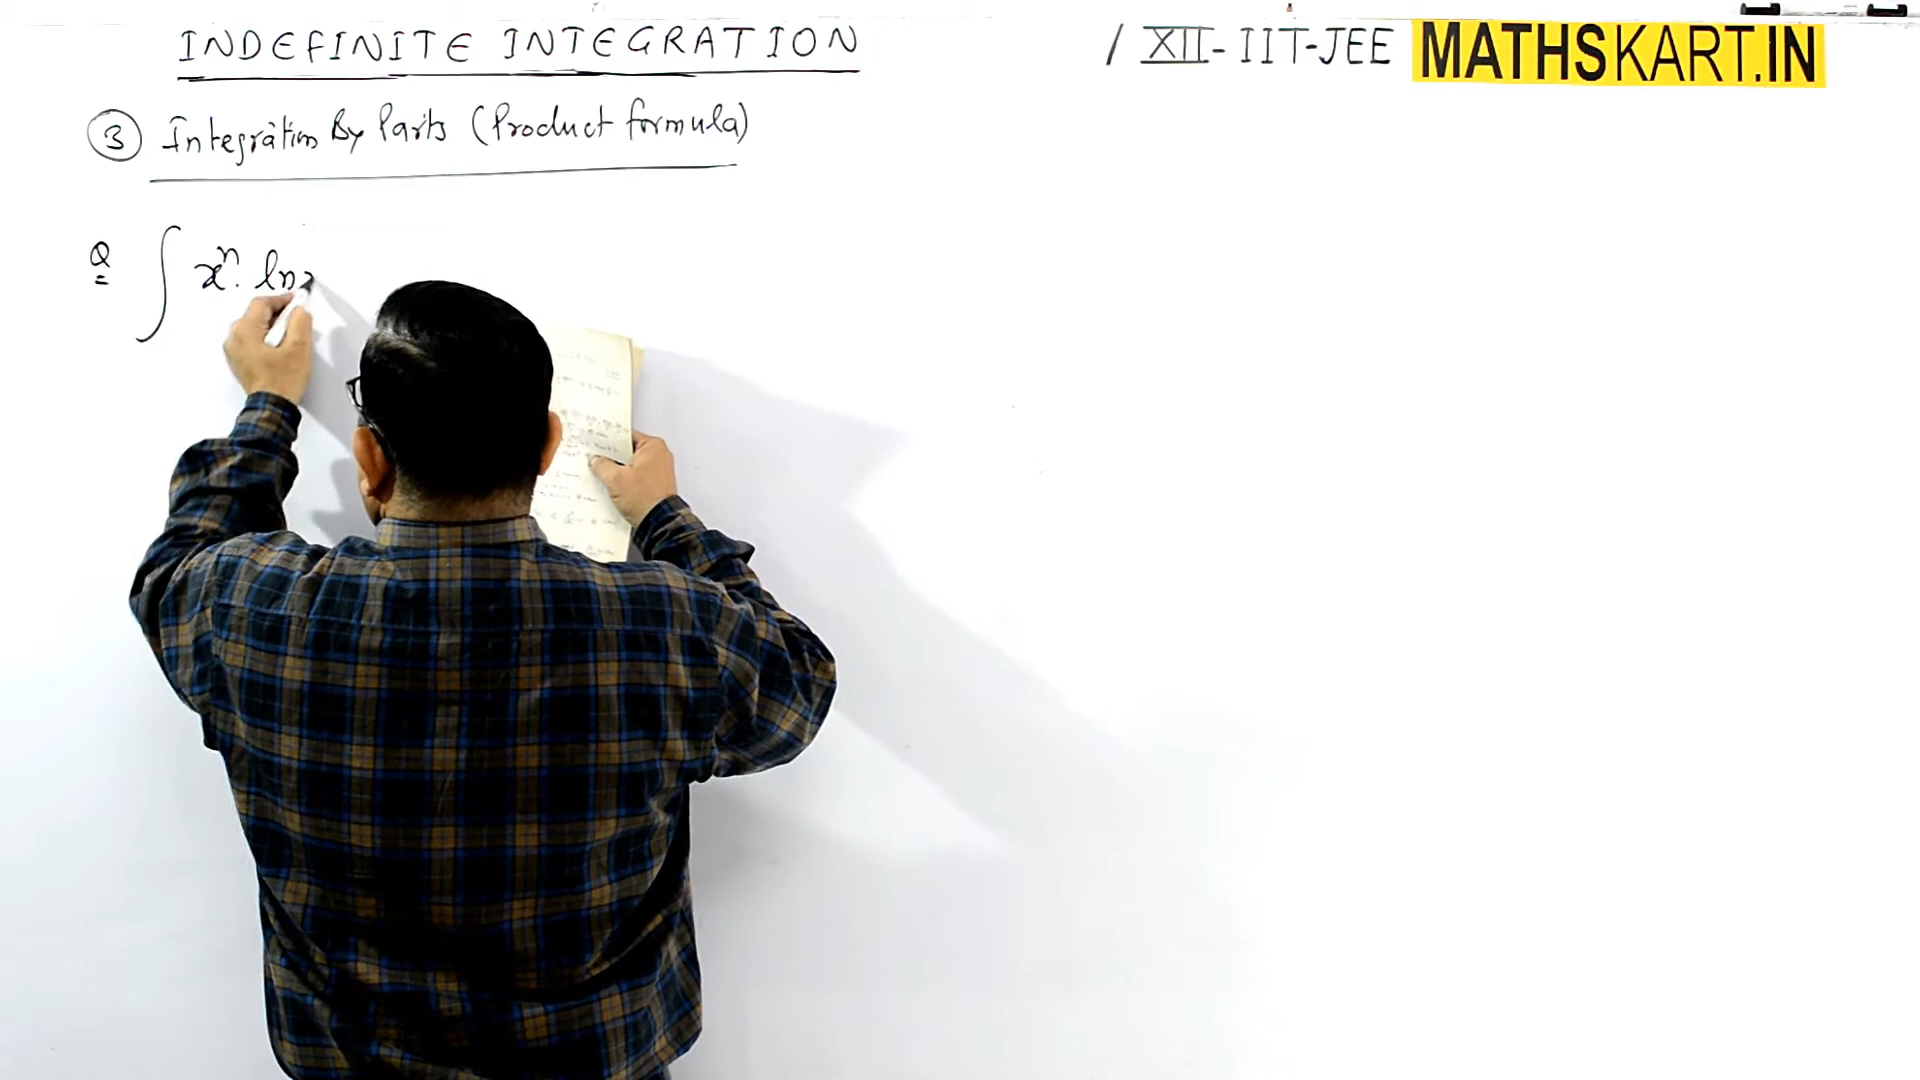 INDEFINITE INTEGRATION / XII-IIT-JEE MATHSKART.IN
③ Integration By Parts (Product formula)
Q ∫ xⁿ. ln x